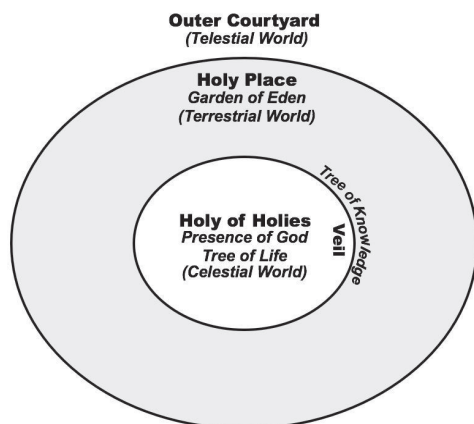 Outer Courtyard
(Telestial World)
Holy Place
Garden of Eden
(Terrestrial World)
Tree of Knowledge
Veil
Holy of Holies
Presence of God
Tree of Life
(Celestial World)